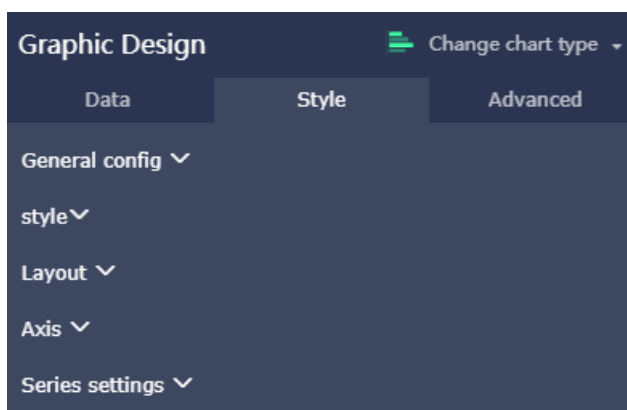 Graphic Design Change chart type
Data Style Advanced
General config
style
Layout
Axis
Series settings